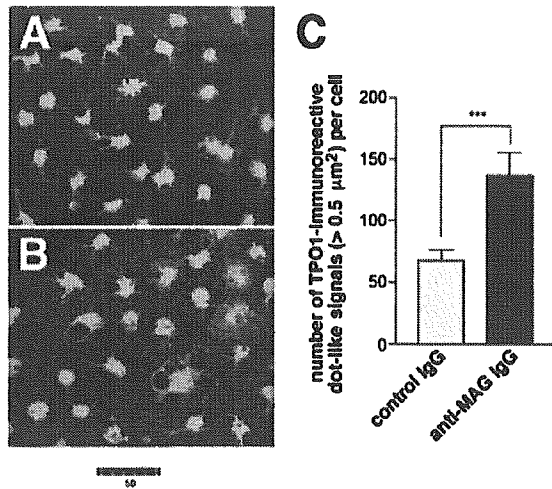 A
B
C
number of TPO1-immunoreactive
dot-like signals (> 0.5 µm²) per cell
200
150
100
50
0
***
control IgG
anti-MAG IgG
50